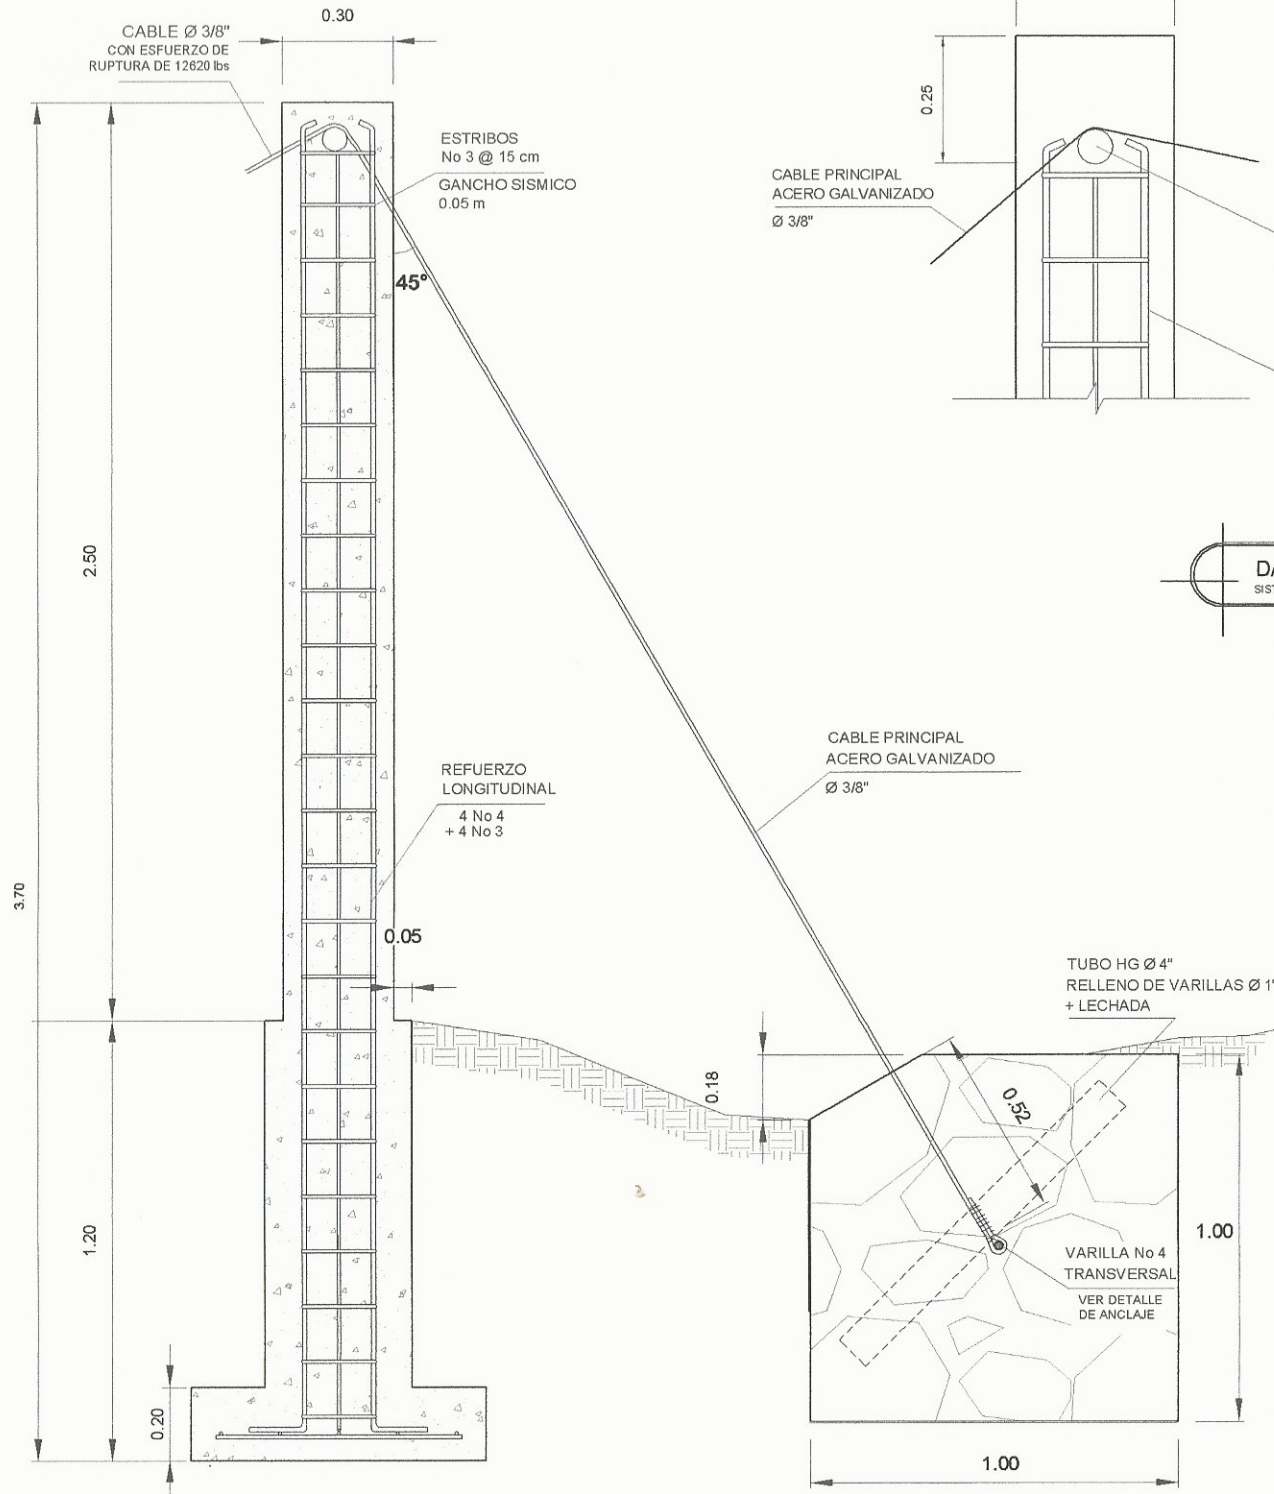 0.30
CABLE Ø 3/8"
CON ESFUERZO DE
RUPTURA DE 12620 lbs
ESTRIBOS
No 3 @ 15 cm
GANCHO SISMICO
0.05 m
45°
2.50
3.70
REFUERZO
LONGITUDINAL
4 No 4
+ 4 No 3
0.05
1.20
0.20
0.25
CABLE PRINCIPAL
ACERO GALVANIZADO
Ø 3/8"
CABLE PRINCIPAL
ACERO GALVANIZADO
Ø 3/8"
TUBO HG Ø 4"
RELLENO DE VARILLAS Ø 1"
+ LECHADA
0.18
0.52
VARILLA No 4
TRANSVERSAL
VER DETALLE
DE ANCLAJE
1.00
1.00